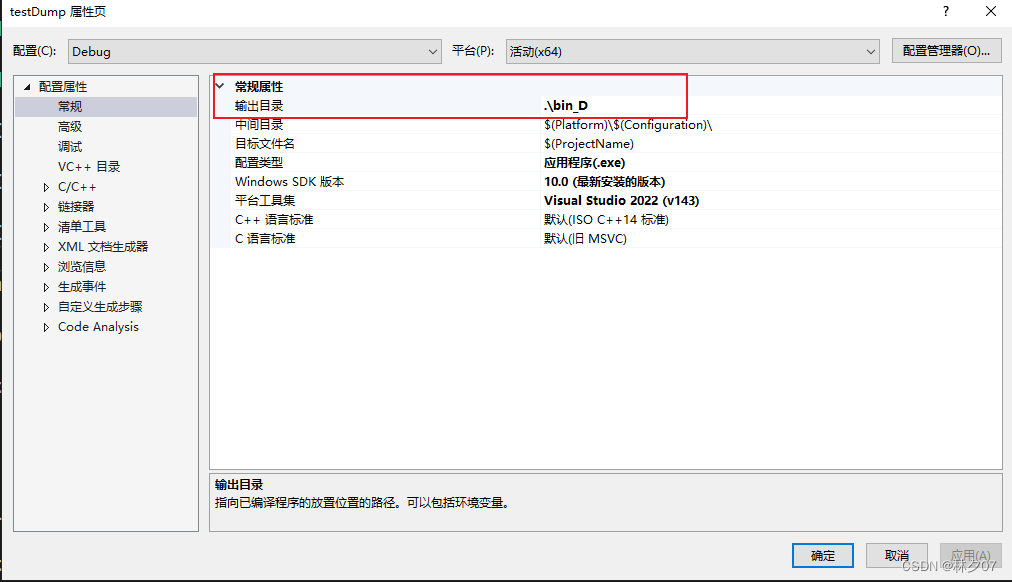 testDump 属性页
配置(C): Debug 平台(P): 活动(x64) 配置管理器(O)...
配置属性
常规
高级
调试
VC++ 目录
C/C++
链接器
清单工具
XML 文档生成器
浏览信息
生成事件
自定义生成步骤
Code Analysis
常规属性
输出目录 .\bin_D
中间目录 $(Platform)\$(Configuration)\
目标文件名 $(ProjectName)
配置类型 应用程序(.exe)
Windows SDK 版本 10.0 (最新安装的版本)
平台工具集 Visual Studio 2022 (v143)
C++ 语言标准 默认(ISO C++14 标准)
C 语言标准 默认(旧 MSVC)
输出目录
指向已编译程序的放置位置的路径。可以包括环境变量。
确定 取消 应用(A)
CSDN @林夕07